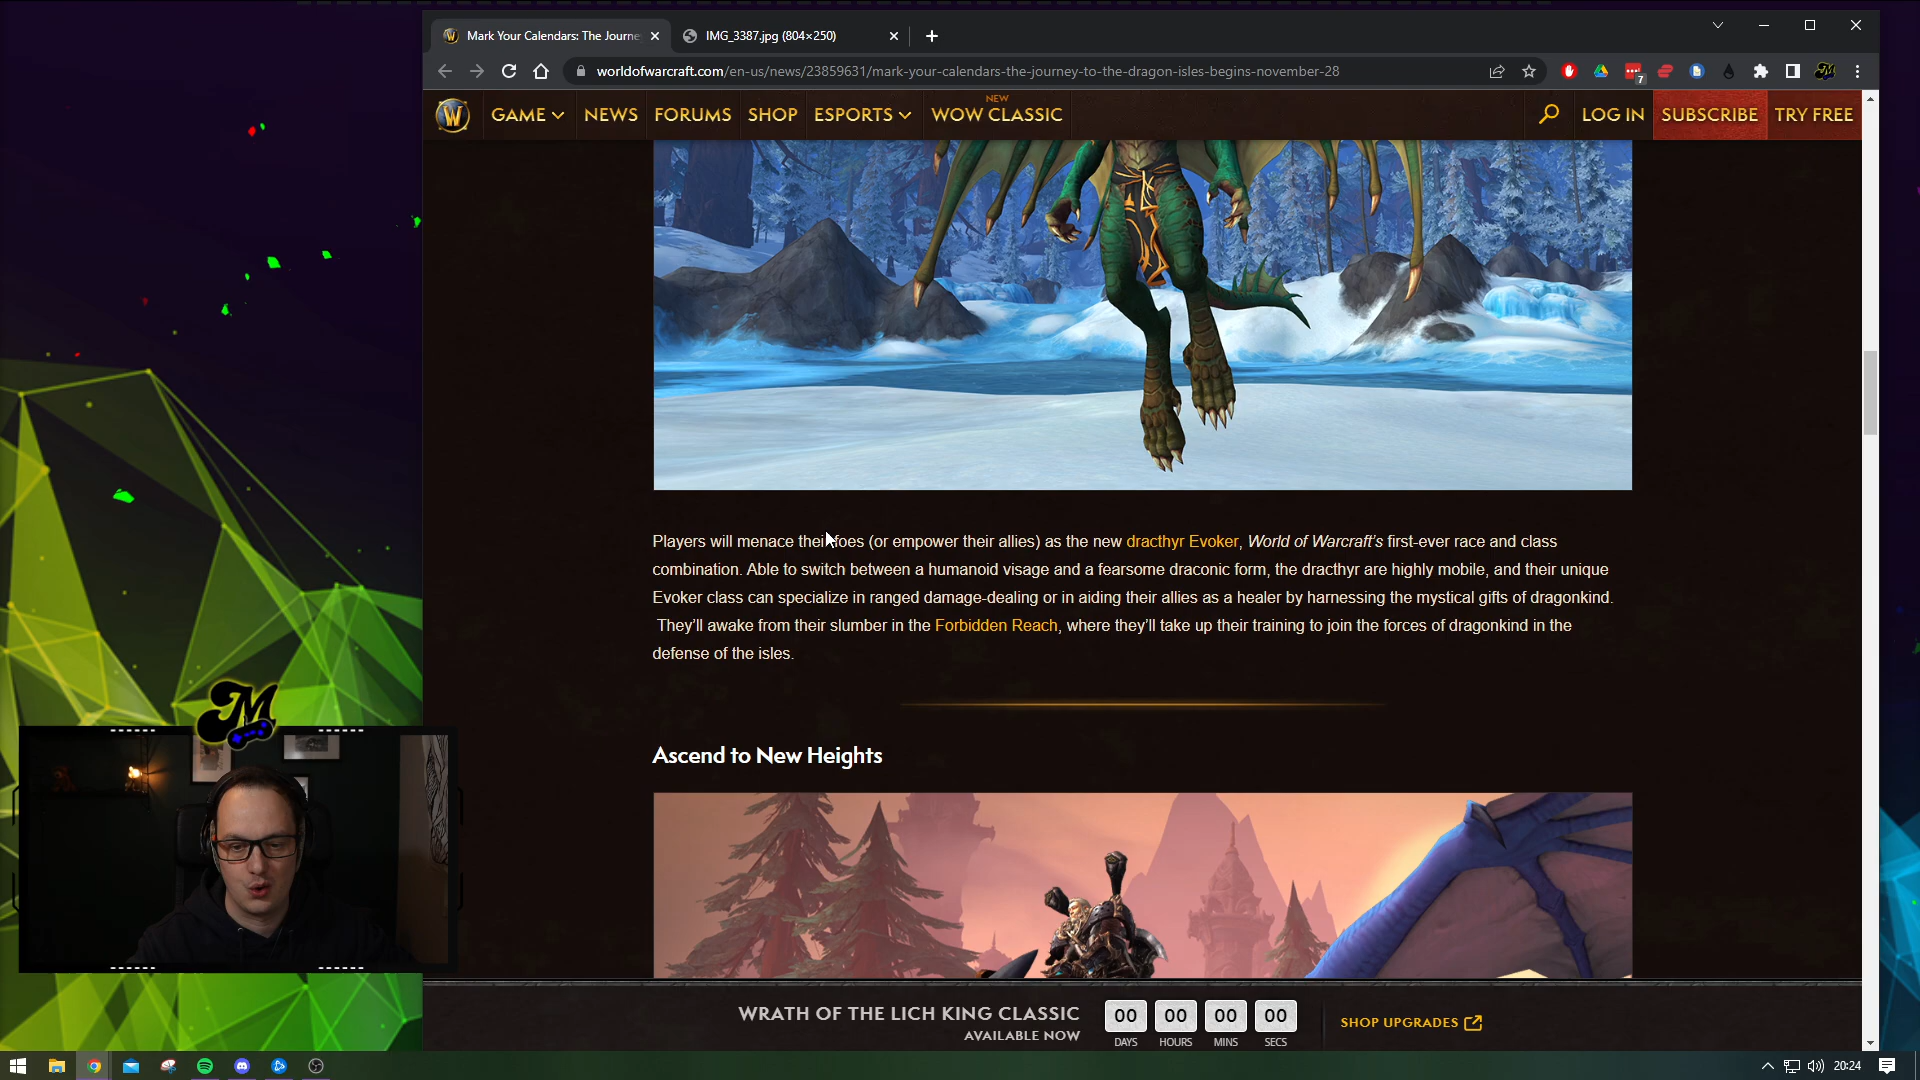 Mark Your Calendars: The Journe
IMG_3387.jpg (804×250)
worldofwarcraft.com/en-us/news/23859631/mark-your-calendars-the-journey-to-the-dragon-isles-begins-november-28
7
W
GAME
NEWS
FORUMS
SHOP
ESPORTS
NEW
WOW CLASSIC
LOG IN
SUBSCRIBE
TRY FREE
Players will menace their foes (or empower their allies) as the new dracthyr Evoker, World of Warcraft's first-ever race and class
combination. Able to switch between a humanoid visage and a fearsome draconic form, the dracthyr are highly mobile, and their unique
Evoker class can specialize in ranged damage-dealing or in aiding their allies as a healer by harnessing the mystical gifts of dragonkind.
They'll awake from their slumber in the Forbidden Reach, where they'll take up their training to join the forces of dragonkind in the
defense of the isles.
Ascend to New Heights
M
WRATH OF THE LICH KING CLASSIC
AVAILABLE NOW
00 00 00 00
DAYS HOURS MINS SECS
SHOP UPGRADES
20:24